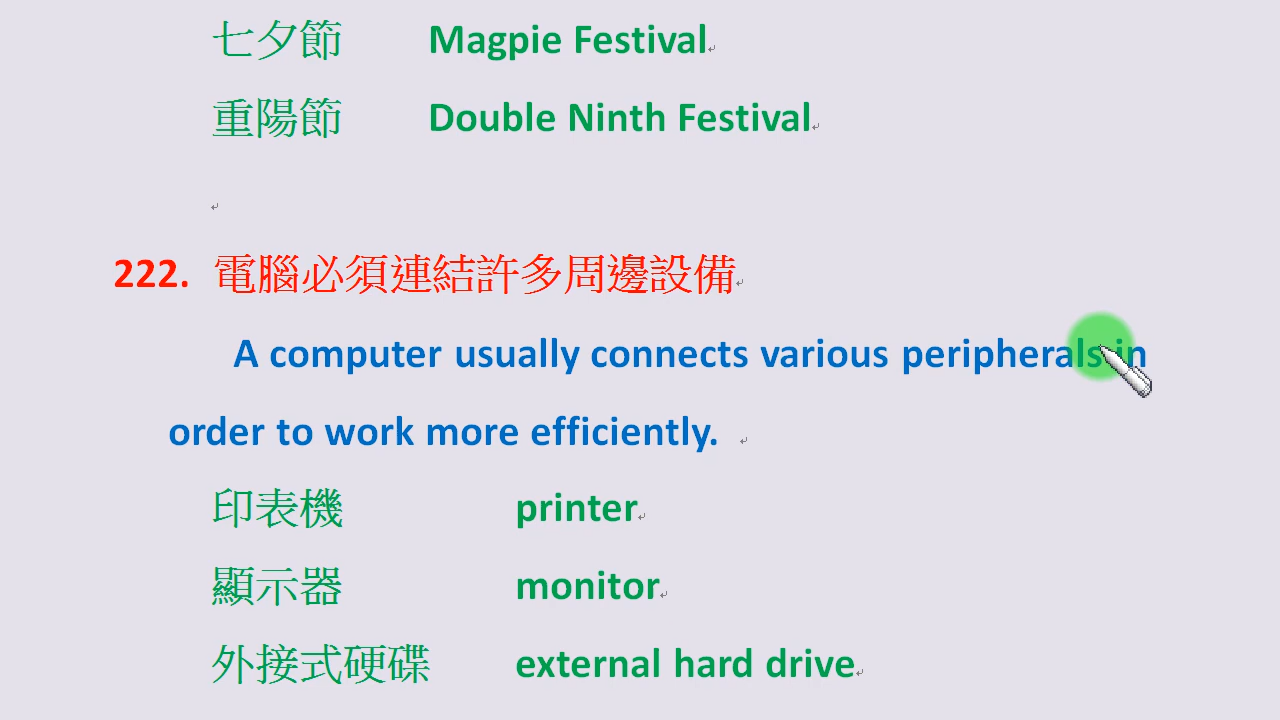 七夕節 Magpie Festival
重陽節 Double Ninth Festival
222. 電腦必須連結許多周邊設備
A computer usually connects various peripherals in
order to work more efficiently.
印表機 printer
顯示器 monitor
外接式硬碟 external hard drive